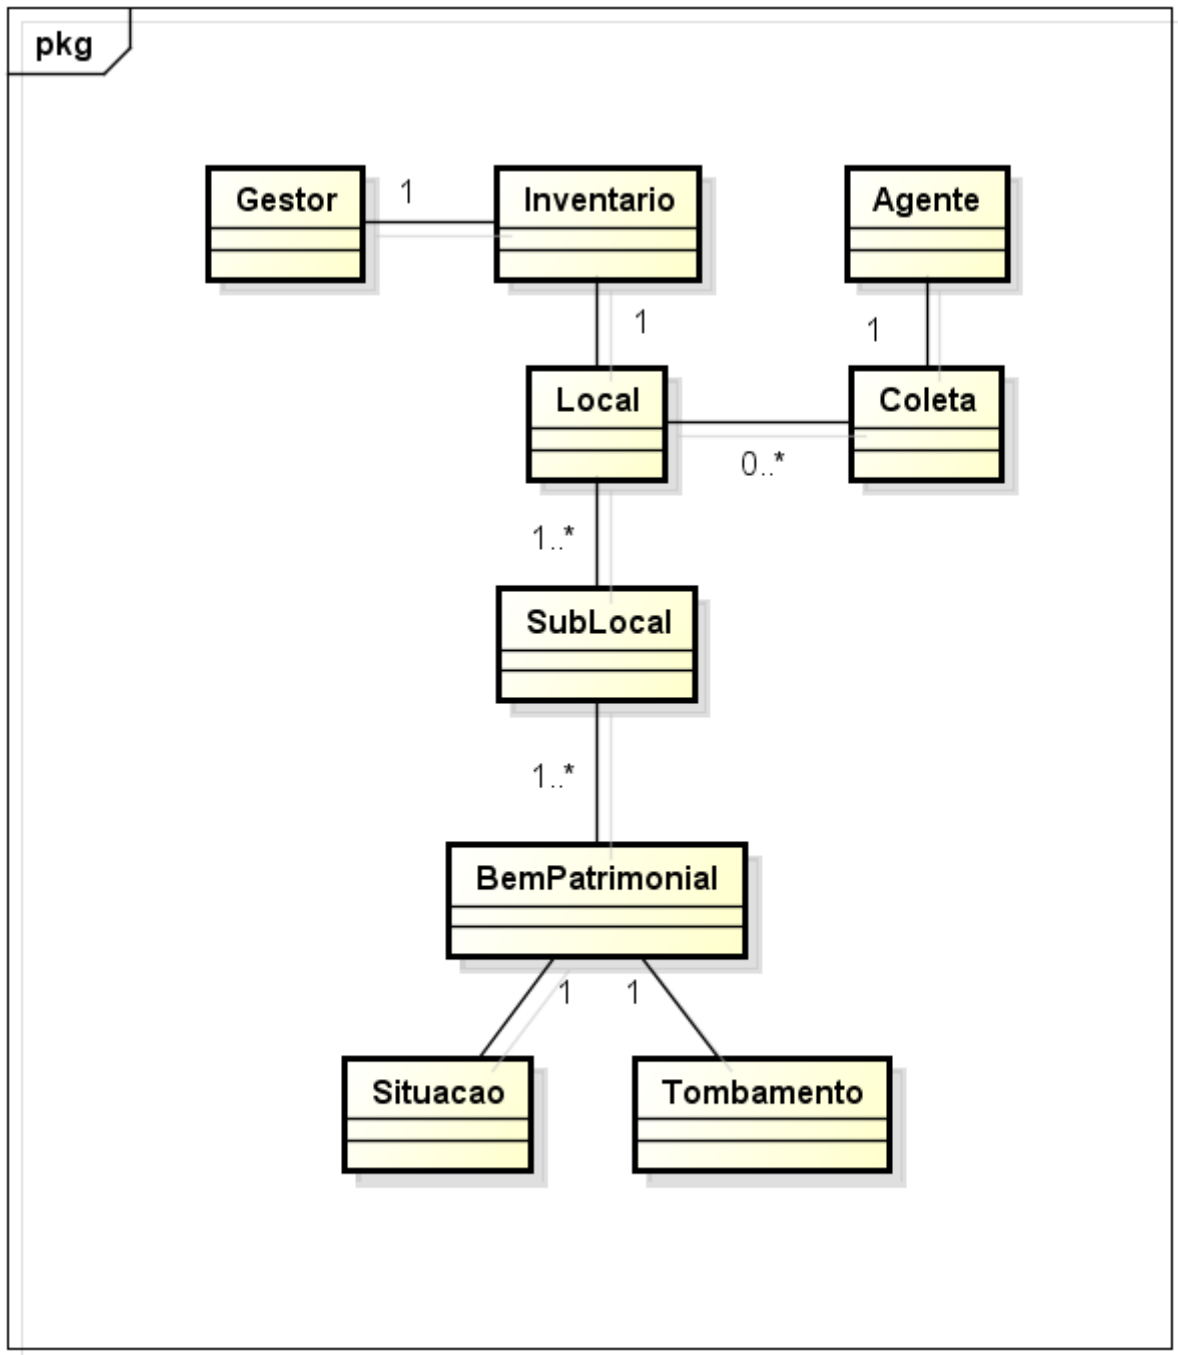 pkg
Gestor
1
Inventario
Agente
1
1
Local
Coleta
0..*
1..*
SubLocal
1..*
BemPatrimonial
1
1
Situacao
Tombamento